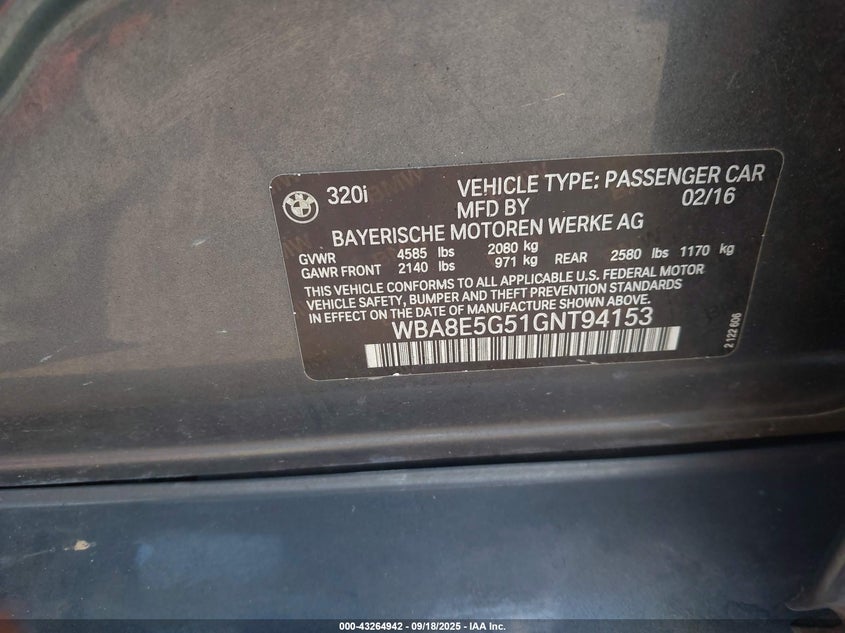 320i VEHICLE TYPE: PASSENGER CAR
MFD BY 02/16
BAYERISCHE MOTOREN WERKE AG
GVWR 4585 lbs 2080 kg
GAWR FRONT 2140 lbs 971 kg REAR 2580 lbs 1170 kg
THIS VEHICLE CONFORMS TO ALL APPLICABLE U.S. FEDERAL MOTOR
VEHICLE SAFETY, BUMPER AND THEFT PREVENTION STANDARDS
IN EFFECT ON THE DATE OF MANUFACTURE SHOWN ABOVE.
WBA8E5G51GNT94153
2 122 606
000-43264942 - 09/18/2025 - IAA Inc.